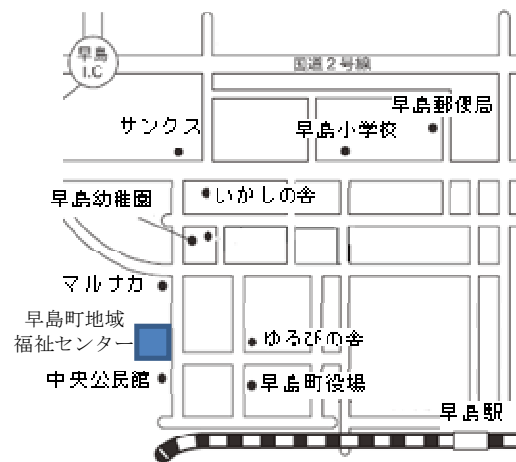 早島
I.C
国道２号線
早島郵便局
サンクス
早島小学校
早島幼稚園
いかしの舎
マルナカ
早島町地域
福祉センター
ゆるびの舎
中央公民館
早島町役場
早島駅